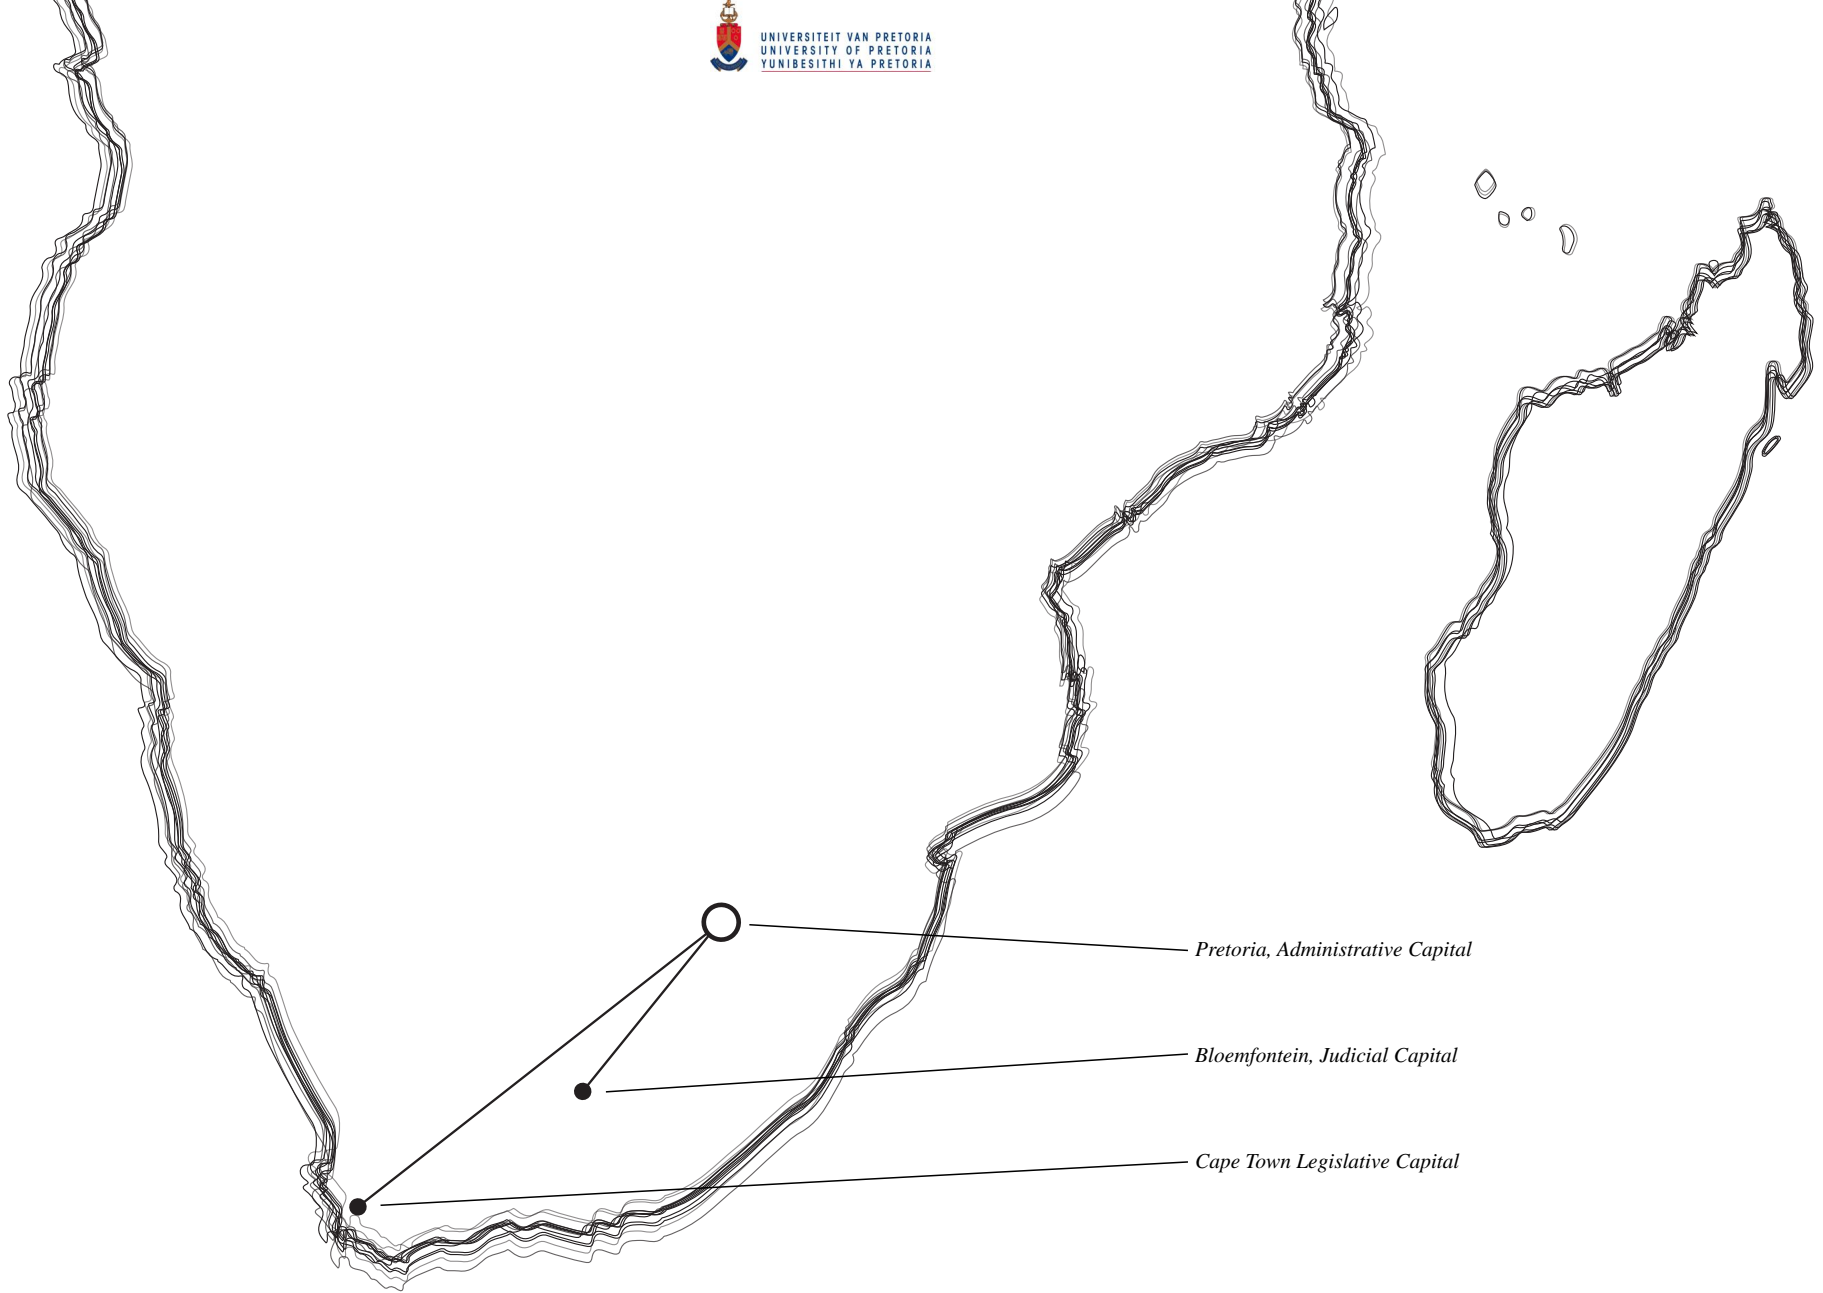 UNIVERSITEIT VAN PRETORIA
UNIVERSITY OF PRETORIA
YUNIBESITHI YA PRETORIA
Pretoria, Administrative Capital
Bloemfontein, Judicial Capital
Cape Town Legislative Capital